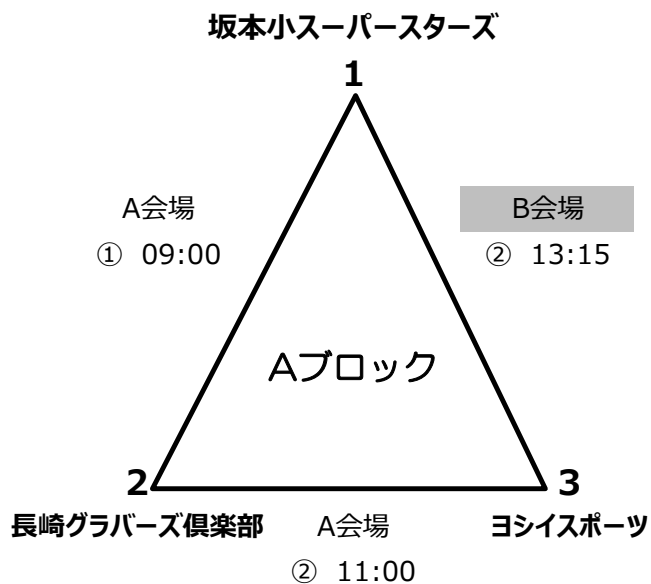 坂本小スーパースターズ
1
A会場
① 09:00
B会場
② 13:15
Aブロック
2
3
長崎グラバーズ倶楽部
A会場
ヨシイスポーツ
② 11:00